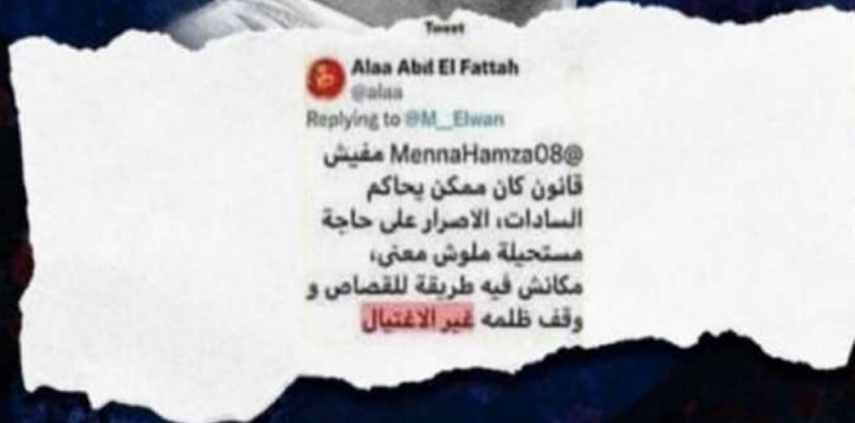 Tweet
Alaa Abd El Fattah
@alaa
Replying to @M__Elwan
@MennaHamza08 مفيش
قانون كان ممكن يحاكم
السادات، الاصرار على حاجة
مستحيلة ملوش معنى،
مكانش فيه طريقة للقصاص و
وقف ظلمه غير الاغتيال